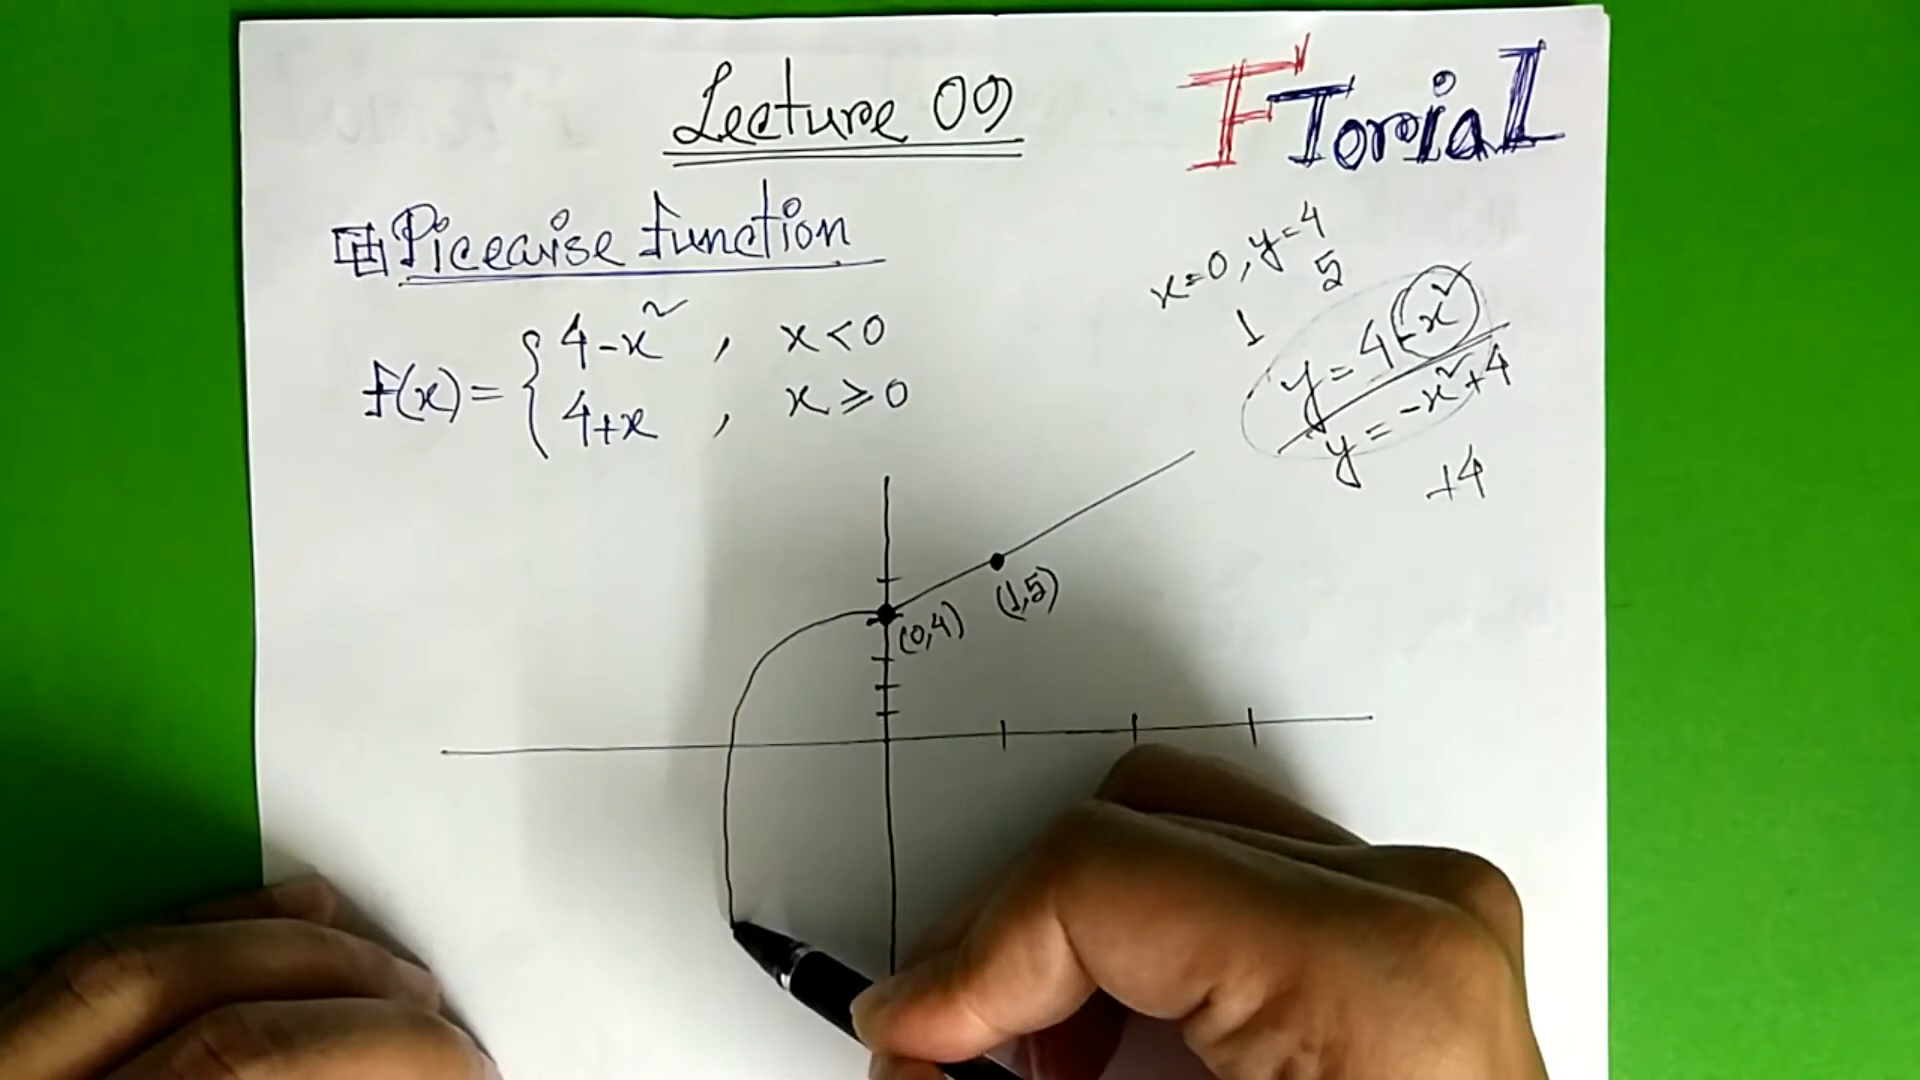 Lecture 09
FTorial
Picewise function
f(x) = { 4-x² , x < 0
4+x , x ≥ 0
x=0, y=4
1 5
y = 4-x²
y = -x²+4
+4
(0,4)
(1,5)